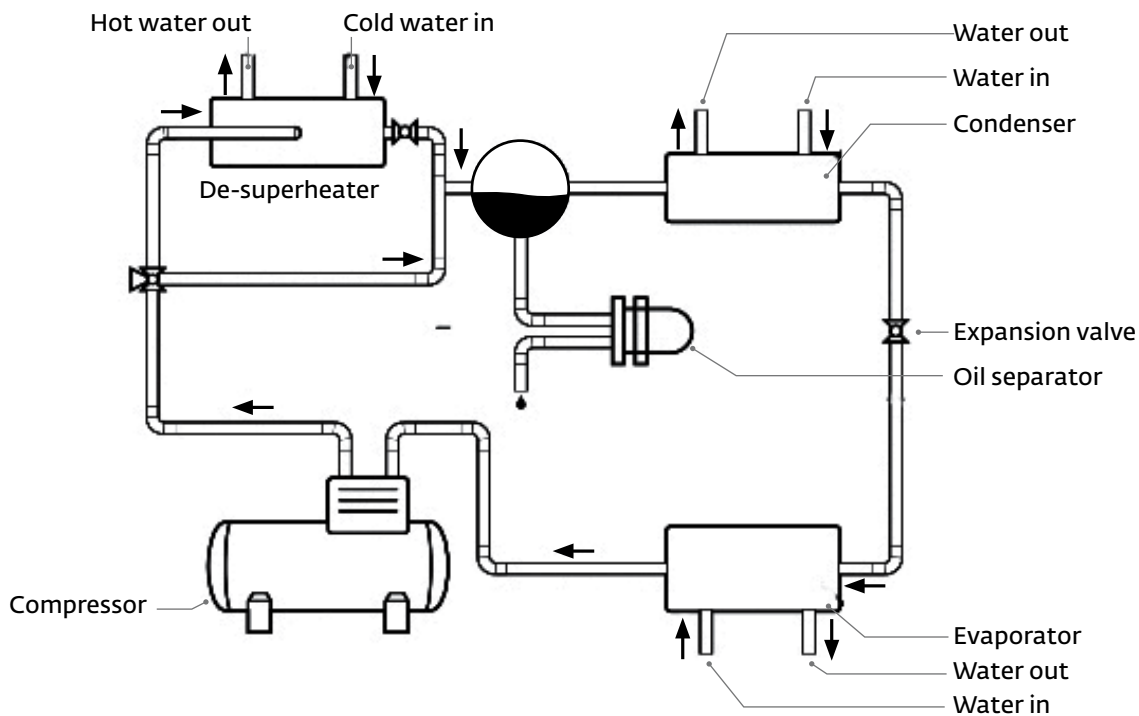 Hot water out
Cold water in
Water out
Water in
Condenser
De-superheater
Expansion valve
Oil separator
Compressor
Evaporator
Water out
Water in